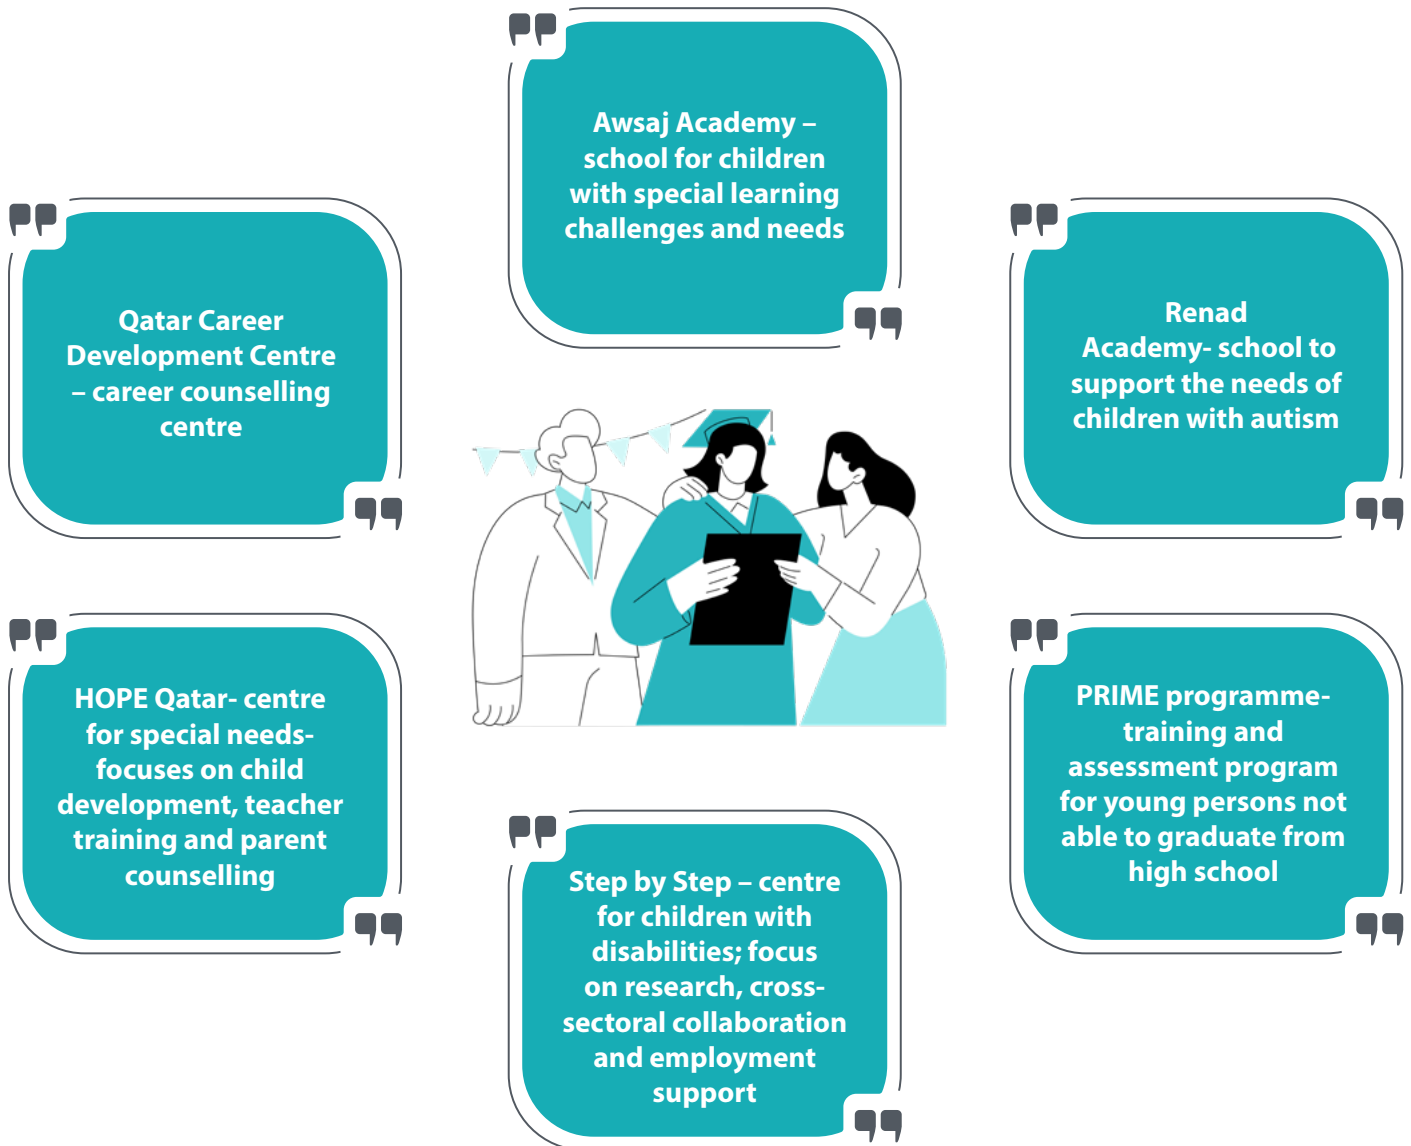 Awsaj Academy –
school for children
with special learning
challenges and needs
Qatar Career
Development Centre
– career counselling
centre
Renad
Academy- school to
support the needs of
children with autism
HOPE Qatar- centre
for special needs-
focuses on child
development, teacher
training and parent
counselling
PRIME programme-
training and
assessment program
for young persons not
able to graduate from
high school
Step by Step – centre
for children with
disabilities; focus
on research, cross-
sectoral collaboration
and employment
support